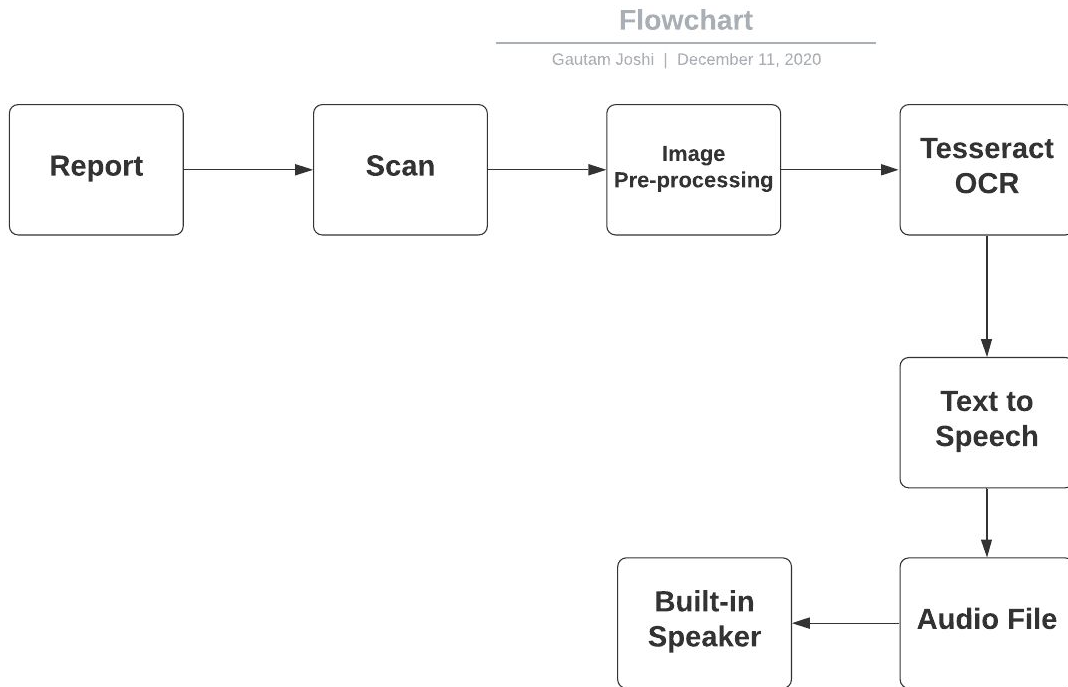 Flowchart
Gautam Joshi | December 11, 2020
Report
Scan
Image
Pre-processing
Tesseract
OCR
Text to
Speech
Audio File
Built-in
Speaker